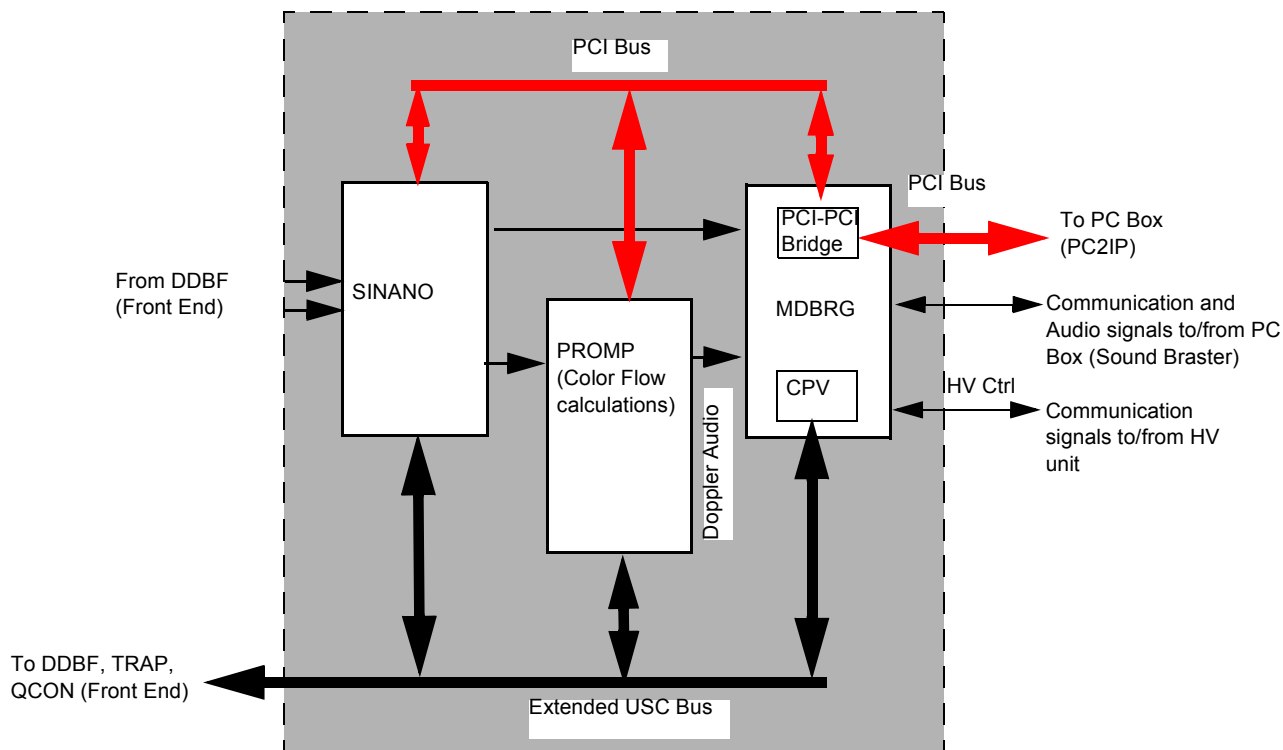 PCI Bus
PCI Bus
PCI-PCI
Bridge
To PC Box
(PC2IP)
From DDBF
(Front End)
SINANO
MDBRG
Communication and
Audio signals to/from PC
Box (Sound Braster)
PROMP
(Color Flow
calculations)
CPV
HV Ctrl
Communication
signals to/from HV
unit
Doppler Audio
To DDBF, TRAP,
QCON (Front End)
Extended USC Bus